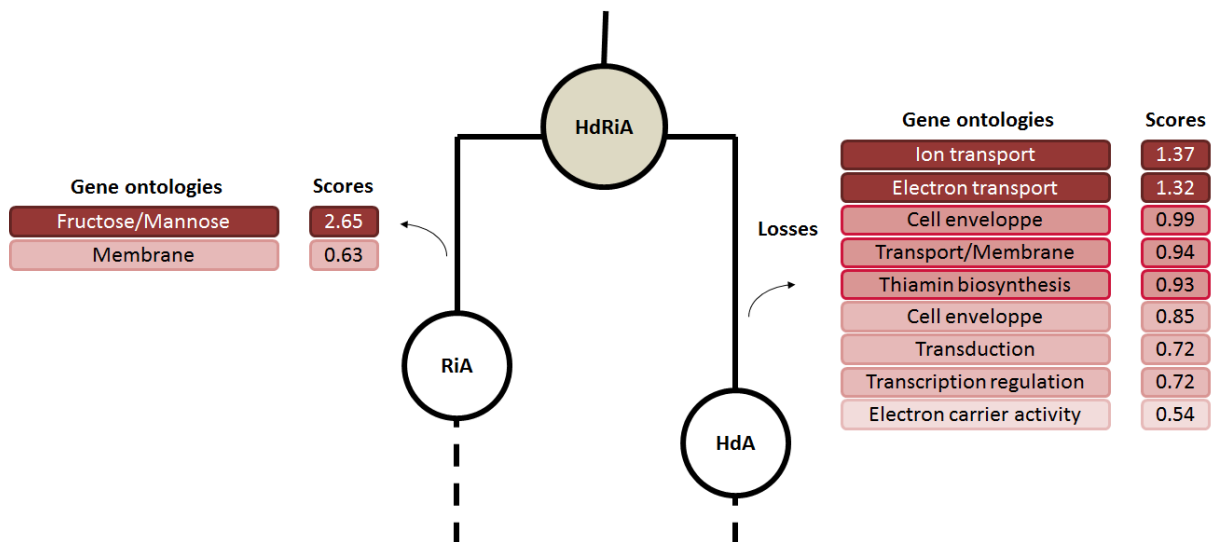 HdRiA
Gene ontologies Scores
Fructose/Mannose 2.65
Membrane 0.63
RiA
Losses
HdA
Gene ontologies Scores
Ion transport 1.37
Electron transport 1.32
Cell enveloppe 0.99
Transport/Membrane 0.94
Thiamin biosynthesis 0.93
Cell enveloppe 0.85
Transduction 0.72
Transcription regulation 0.72
Electron carrier activity 0.54